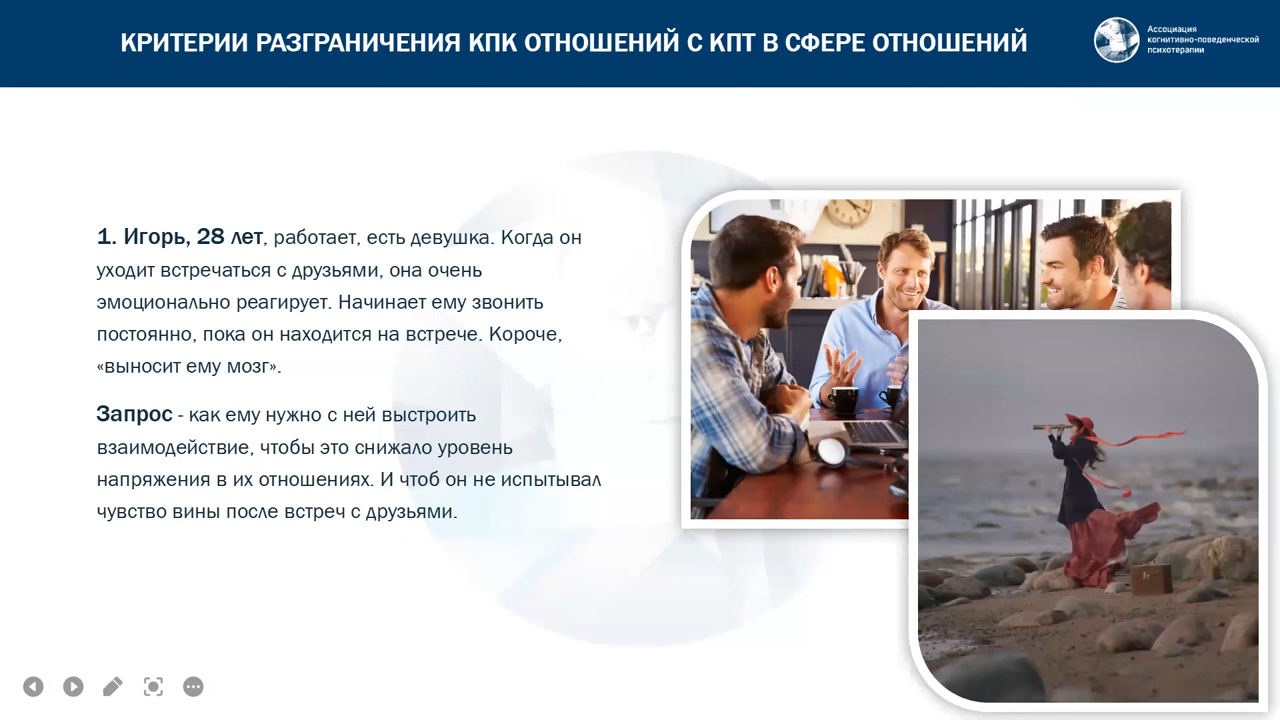 КРИТЕРИИ РАЗГРАНИЧЕНИЯ КПК ОТНОШЕНИЙ С КПТ В СФЕРЕ ОТНОШЕНИЙ
Ассоциация
когнитивно-поведенческой
психотерапии
1. Игорь, 28 лет, работает, есть девушка. Когда он
уходит встречаться с друзьями, она очень
эмоционально реагирует. Начинает ему звонить
постоянно, пока он находится на встрече. Короче,
«выносит ему мозг».
Запрос - как ему нужно с ней выстроить
взаимодействие, чтобы это снижало уровень
напряжения в их отношениях. И чтоб он не испытывал
чувство вины после встреч с друзьями.